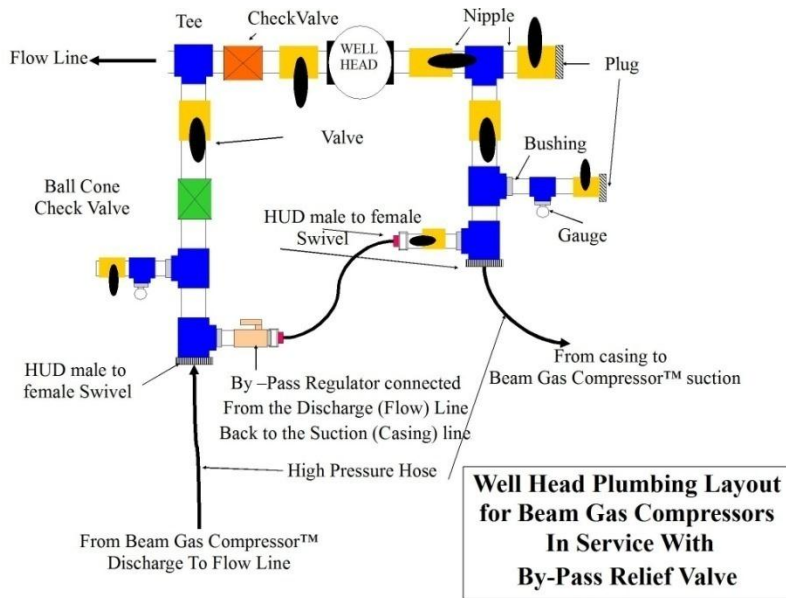 Tee
CheckValve
Nipple
WELL
HEAD
Flow Line
Plug
Valve
Bushing
Ball Cone
Check Valve
HUD male to female
Swivel
Gauge
HUD male to
female Swivel
By –Pass Regulator connected
From the Discharge (Flow) Line
Back to the Suction (Casing) line
From casing to
Beam Gas Compressor™ suction
High Pressure Hose
From Beam Gas Compressor™
Discharge To Flow Line
Well Head Plumbing Layout
for Beam Gas Compressors
In Service With
By-Pass Relief Valve